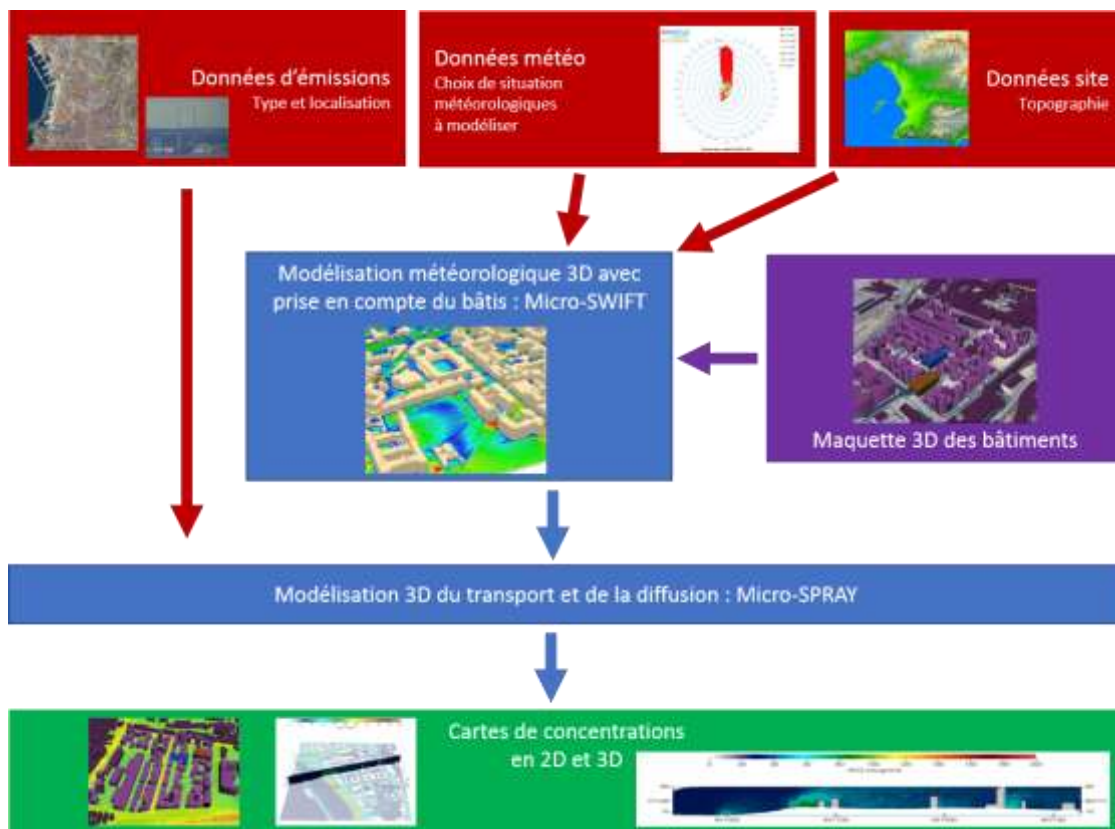 Données d'émissions
Type et localisation
Données météo
Choix de situation
météorologiques
à modéliser
Données site
Topographie
Modélisation météorologique 3D avec
prise en compte du bâtis : Micro-SWIFT
Maquette 3D des bâtiments
Modélisation 3D du transport et de la diffusion : Micro-SPRAY
Cartes de concentrations
en 2D et 3D